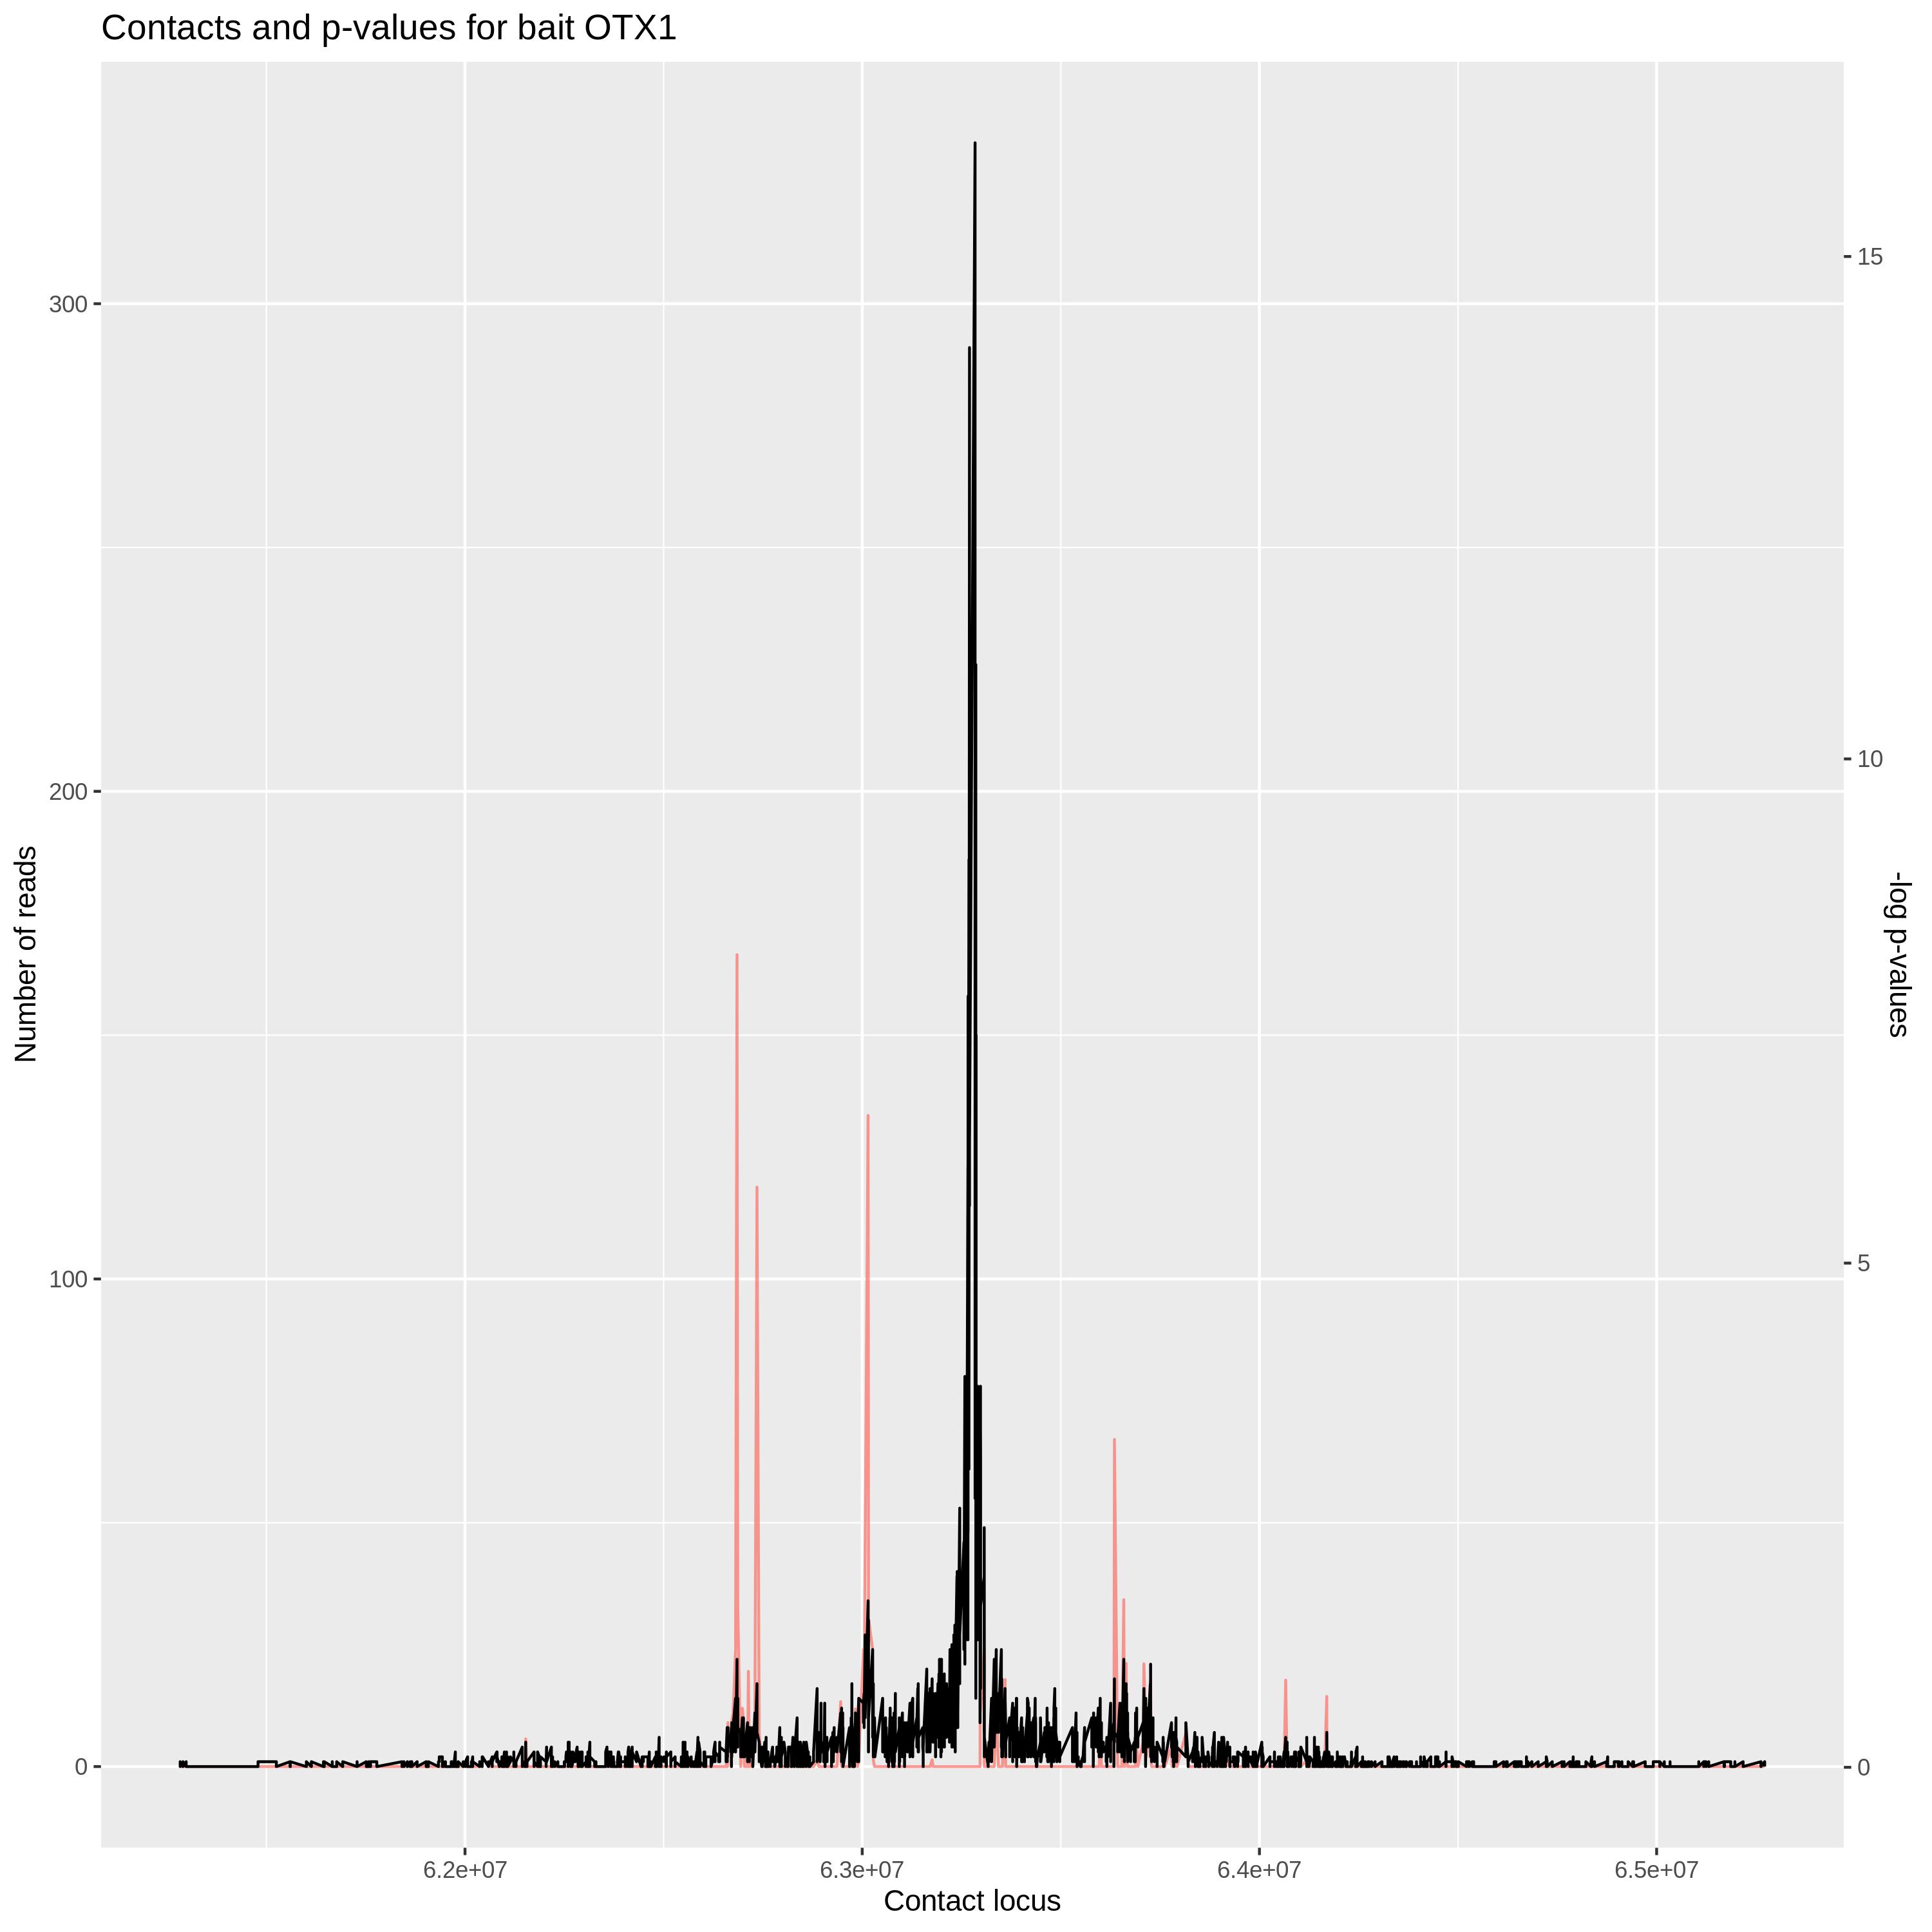 Contacts and p-values for bait OTX1
300
200
100
0
Number of reads
15
10
5
0
-log p-values
6.2e+07
6.3e+07
6.4e+07
6.5e+07
Contact locus